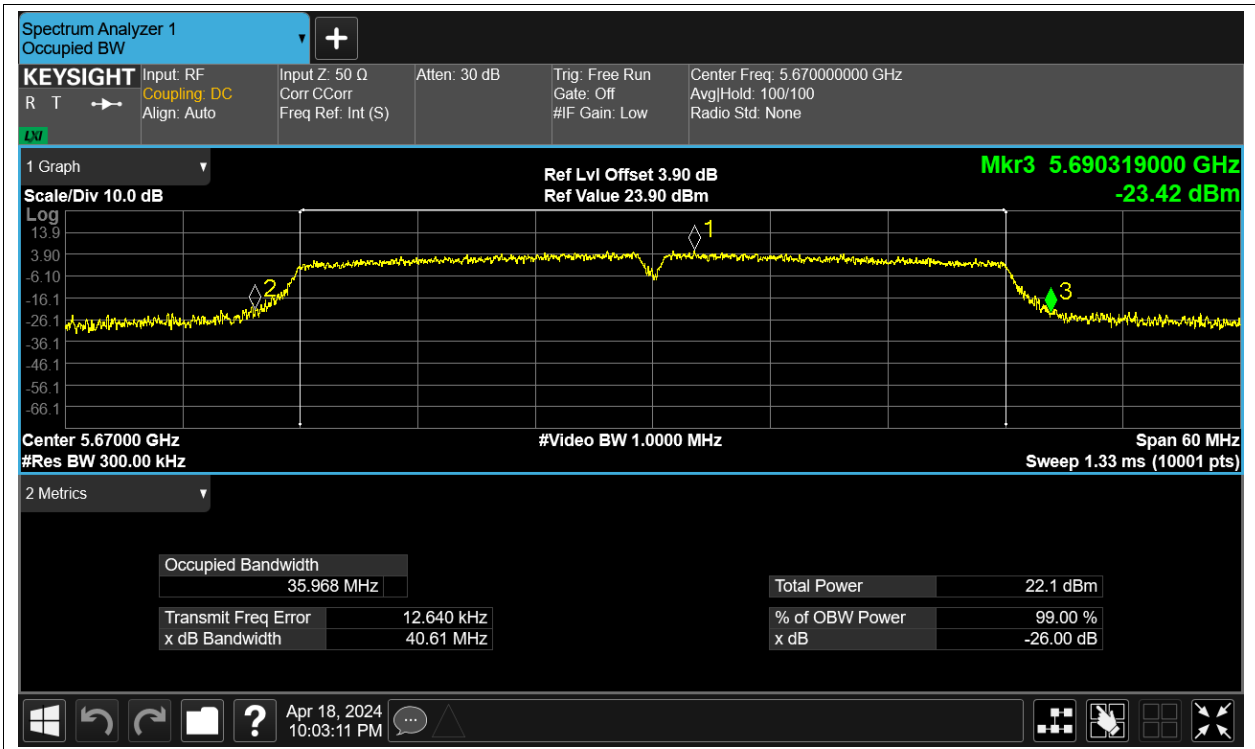 Spectrum Analyzer 1
Occupied BW
KEYSIGHT
R T
LXI
Input: RF
Coupling: DC
Align: Auto
Input Z: 50 Ω
Corr CCorr
Freq Ref: Int (S)
Atten: 30 dB
Trig: Free Run
Gate: Off
#IF Gain: Low
Center Freq: 5.670000000 GHz
Avg|Hold: 100/100
Radio Std: None
1 Graph
Scale/Div 10.0 dB
Ref Lvl Offset 3.90 dB
Ref Value 23.90 dBm
Mkr3 5.690319000 GHz
-23.42 dBm
Log
13.9
3.90
-6.10
-16.1
-26.1
-36.1
-46.1
-56.1
-66.1
1
2
3
Center 5.67000 GHz
#Video BW 1.0000 MHz
Span 60 MHz
#Res BW 300.00 kHz
Sweep 1.33 ms (10001 pts)
2 Metrics
Occupied Bandwidth
35.968 MHz
Transmit Freq Error 12.640 kHz
x dB Bandwidth 40.61 MHz
Total Power 22.1 dBm
% of OBW Power 99.00 %
x dB -26.00 dB
?
Apr 18, 2024
10:03:11 PM